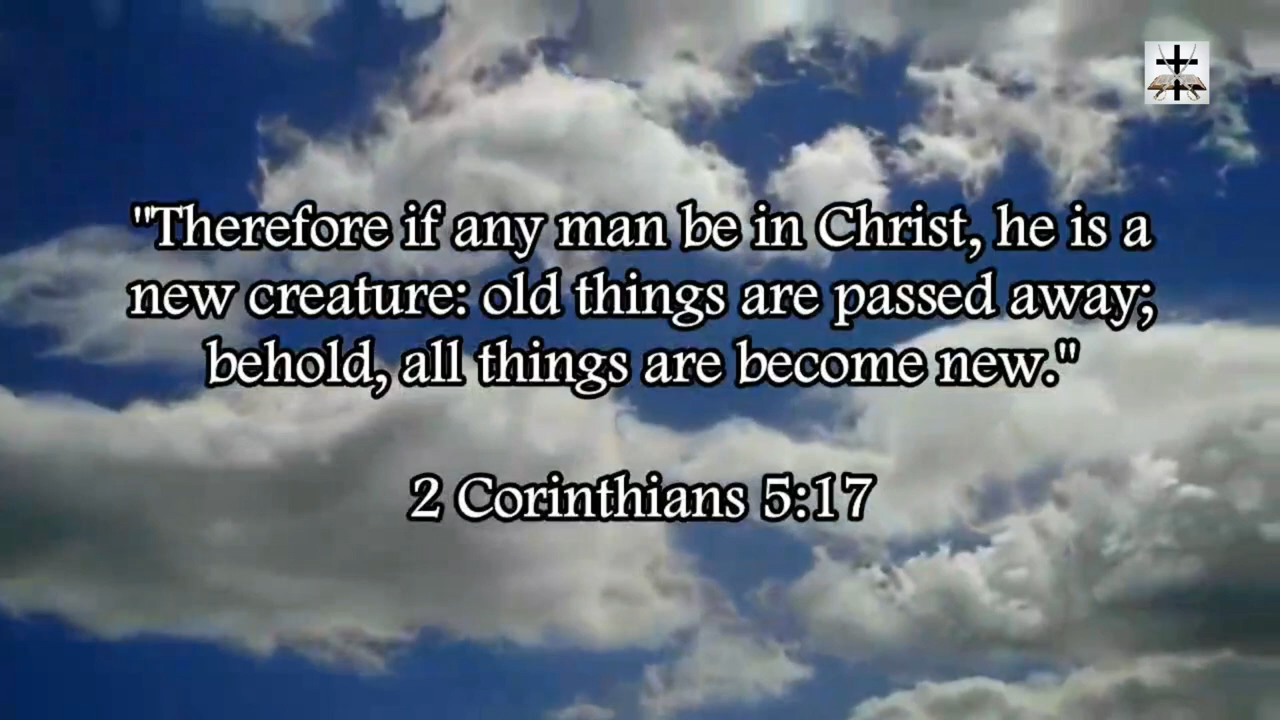 "Therefore if any man be in Christ, he is a
new creature: old things are passed away;
behold, all things are become new."
2 Corinthians 5:17